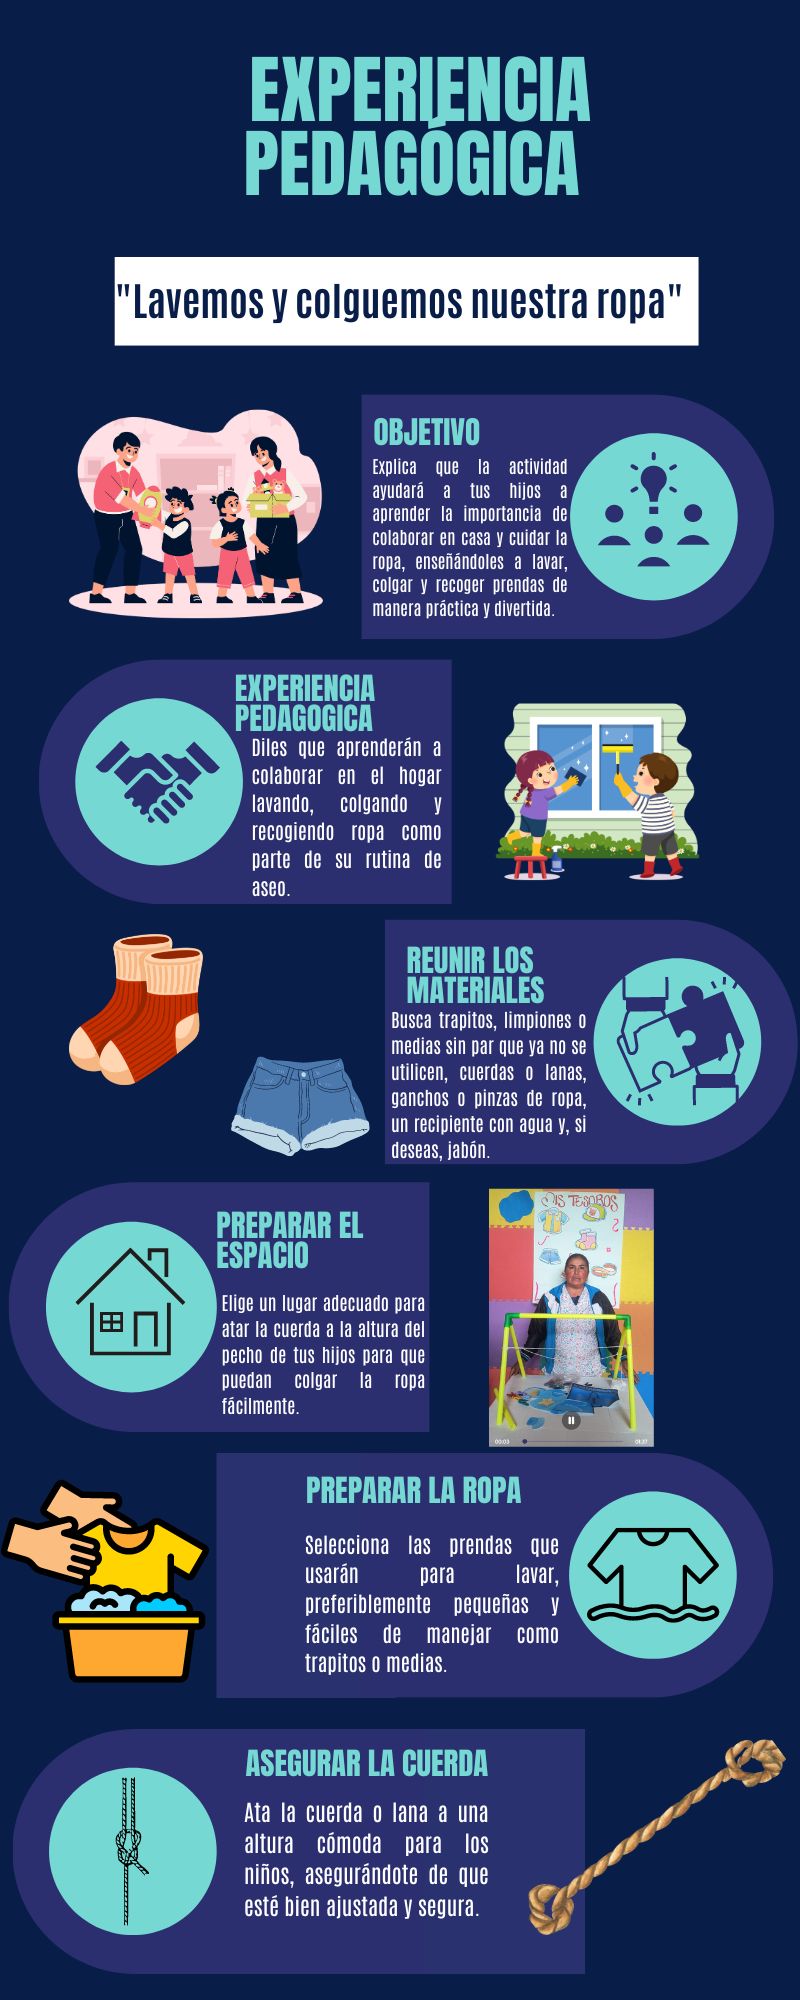 EXPERIENCIA
PEDAGÓGICA
"Lavemos y colguemos nuestra ropa"
OBJETIVO
Explica que la actividad
ayudará a tus hijos a
aprender la importancia de
colaborar en casa y cuidar la
ropa, enseñándoles a lavar,
colgar y recoger prendas de
manera práctica y divertida.
EXPERIENCIA
PEDAGOGICA
Diles que aprenderán a
colaborar en el hogar
lavando, colgando y
recogiendo ropa como
parte de su rutina de
aseo.
REUNIR LOS
MATERIALES
Busca trapitos, limpiones o
medias sin par que ya no se
utilicen, cuerdas o lanas,
ganchos o pinzas de ropa,
un recipiente con agua y, si
deseas, jabón.
PREPARAR EL
ESPACIO
Elige un lugar adecuado para
atar la cuerda a la altura del
pecho de tus hijos para que
puedan colgar la ropa
fácilmente.
MIS TESOROS
00:03
01:37
PREPARAR LA ROPA
Selecciona las prendas que
usarán para lavar,
preferiblemente pequeñas y
fáciles de manejar como
trapitos o medias.
ASEGURAR LA CUERDA
Ata la cuerda o lana a una
altura cómoda para los
niños, asegurándote de que
esté bien ajustada y segura.